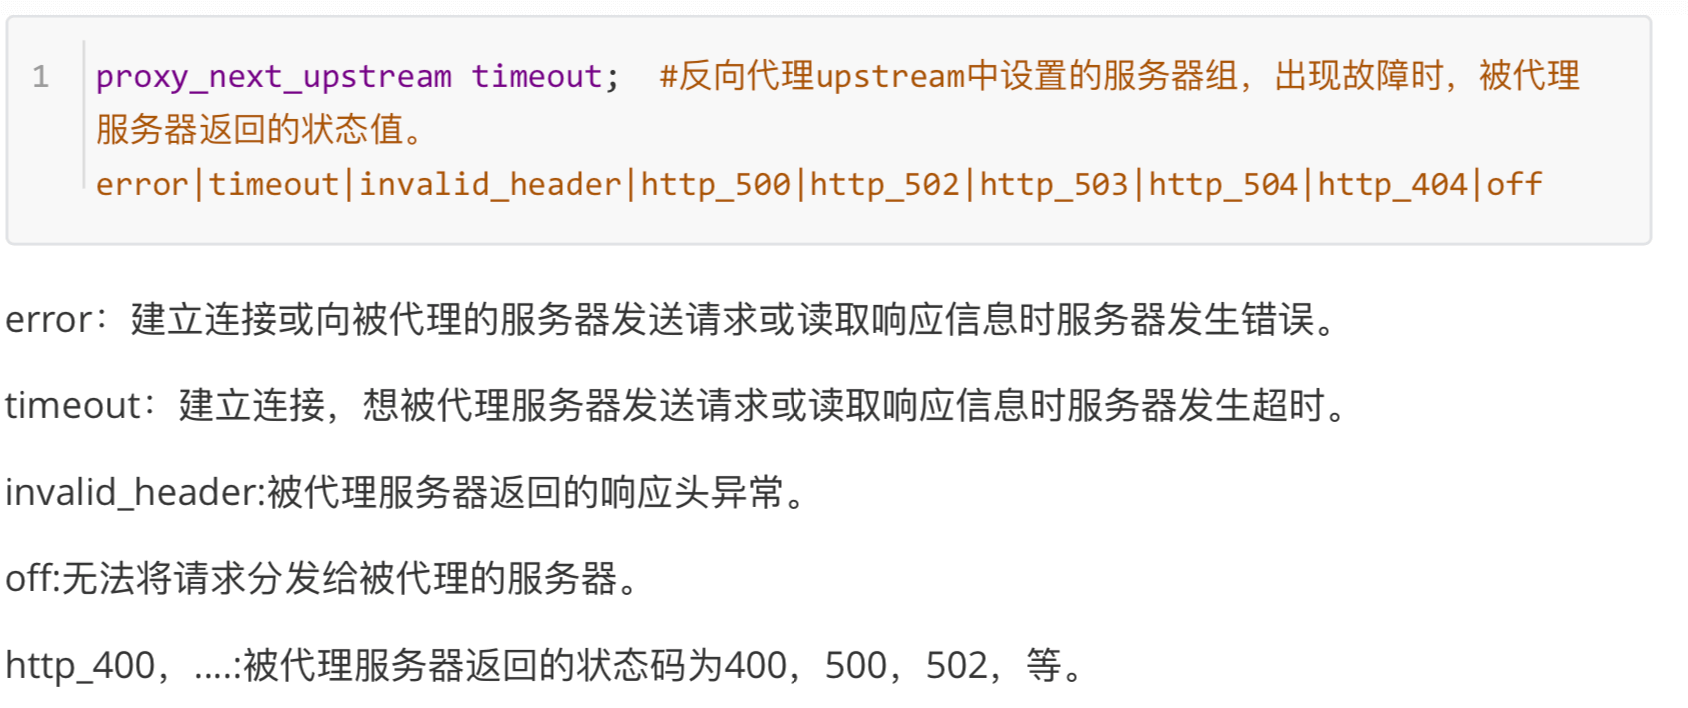 1 proxy_next_upstream timeout;  #反向代理upstream中设置的服务器组，出现故障时，被代理
服务器返回的状态值。
error|timeout|invalid_header|http_500|http_502|http_503|http_504|http_404|off
error：建立连接或向被代理的服务器发送请求或读取响应信息时服务器发生错误。
timeout：建立连接，想被代理服务器发送请求或读取响应信息时服务器发生超时。
invalid_header:被代理服务器返回的响应头异常。
off:无法将请求分发给被代理的服务器。
http_400，....:被代理服务器返回的状态码为400，500，502，等。